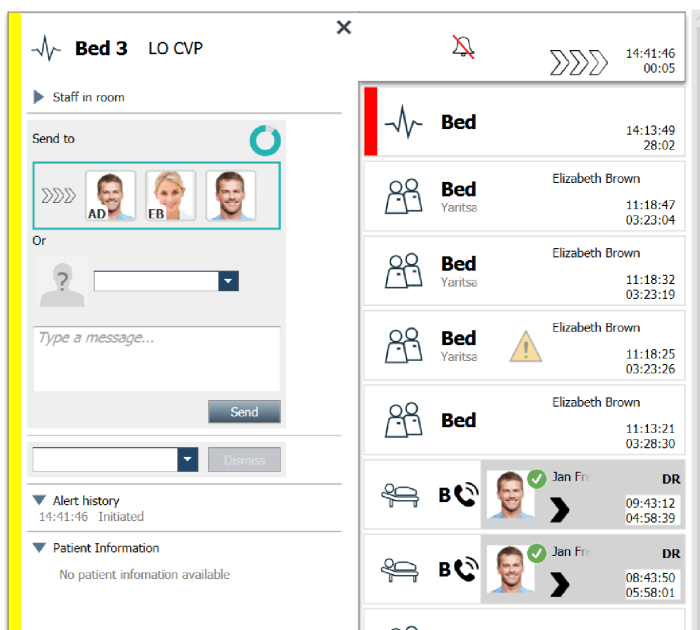 Bed 3 LO CVP
Staff in room
Send to
AD
EB
Or
?
Type a message...
Send
Dismiss
Alert history
14:41:46 Initiated
Patient Information
No patient infomation available
14:41:46
00:05
Bed
14:13:49
28:02
Bed
Yaritsa
Elizabeth Brown
11:18:47
03:23:04
Bed
Yaritsa
Elizabeth Brown
11:18:32
03:23:19
Bed
Yaritsa
Elizabeth Brown
11:18:25
03:23:26
Bed
Elizabeth Brown
11:13:21
03:28:30
B
Jan Fre
DR
09:43:12
04:58:39
B
Jan Fre
DR
08:43:50
05:58:01